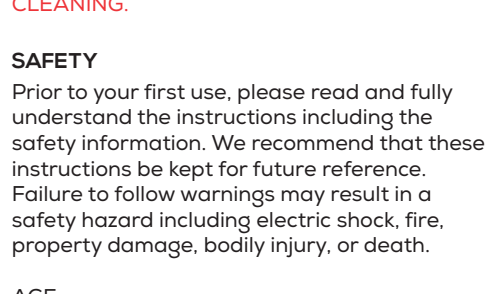 CLEANING.
SAFETY
Prior to your first use, please read and fully
understand the instructions including the
safety information. We recommend that these
instructions be kept for future reference.
Failure to follow warnings may result in a
safety hazard including electric shock, fire,
property damage, bodily injury, or death.
AGE